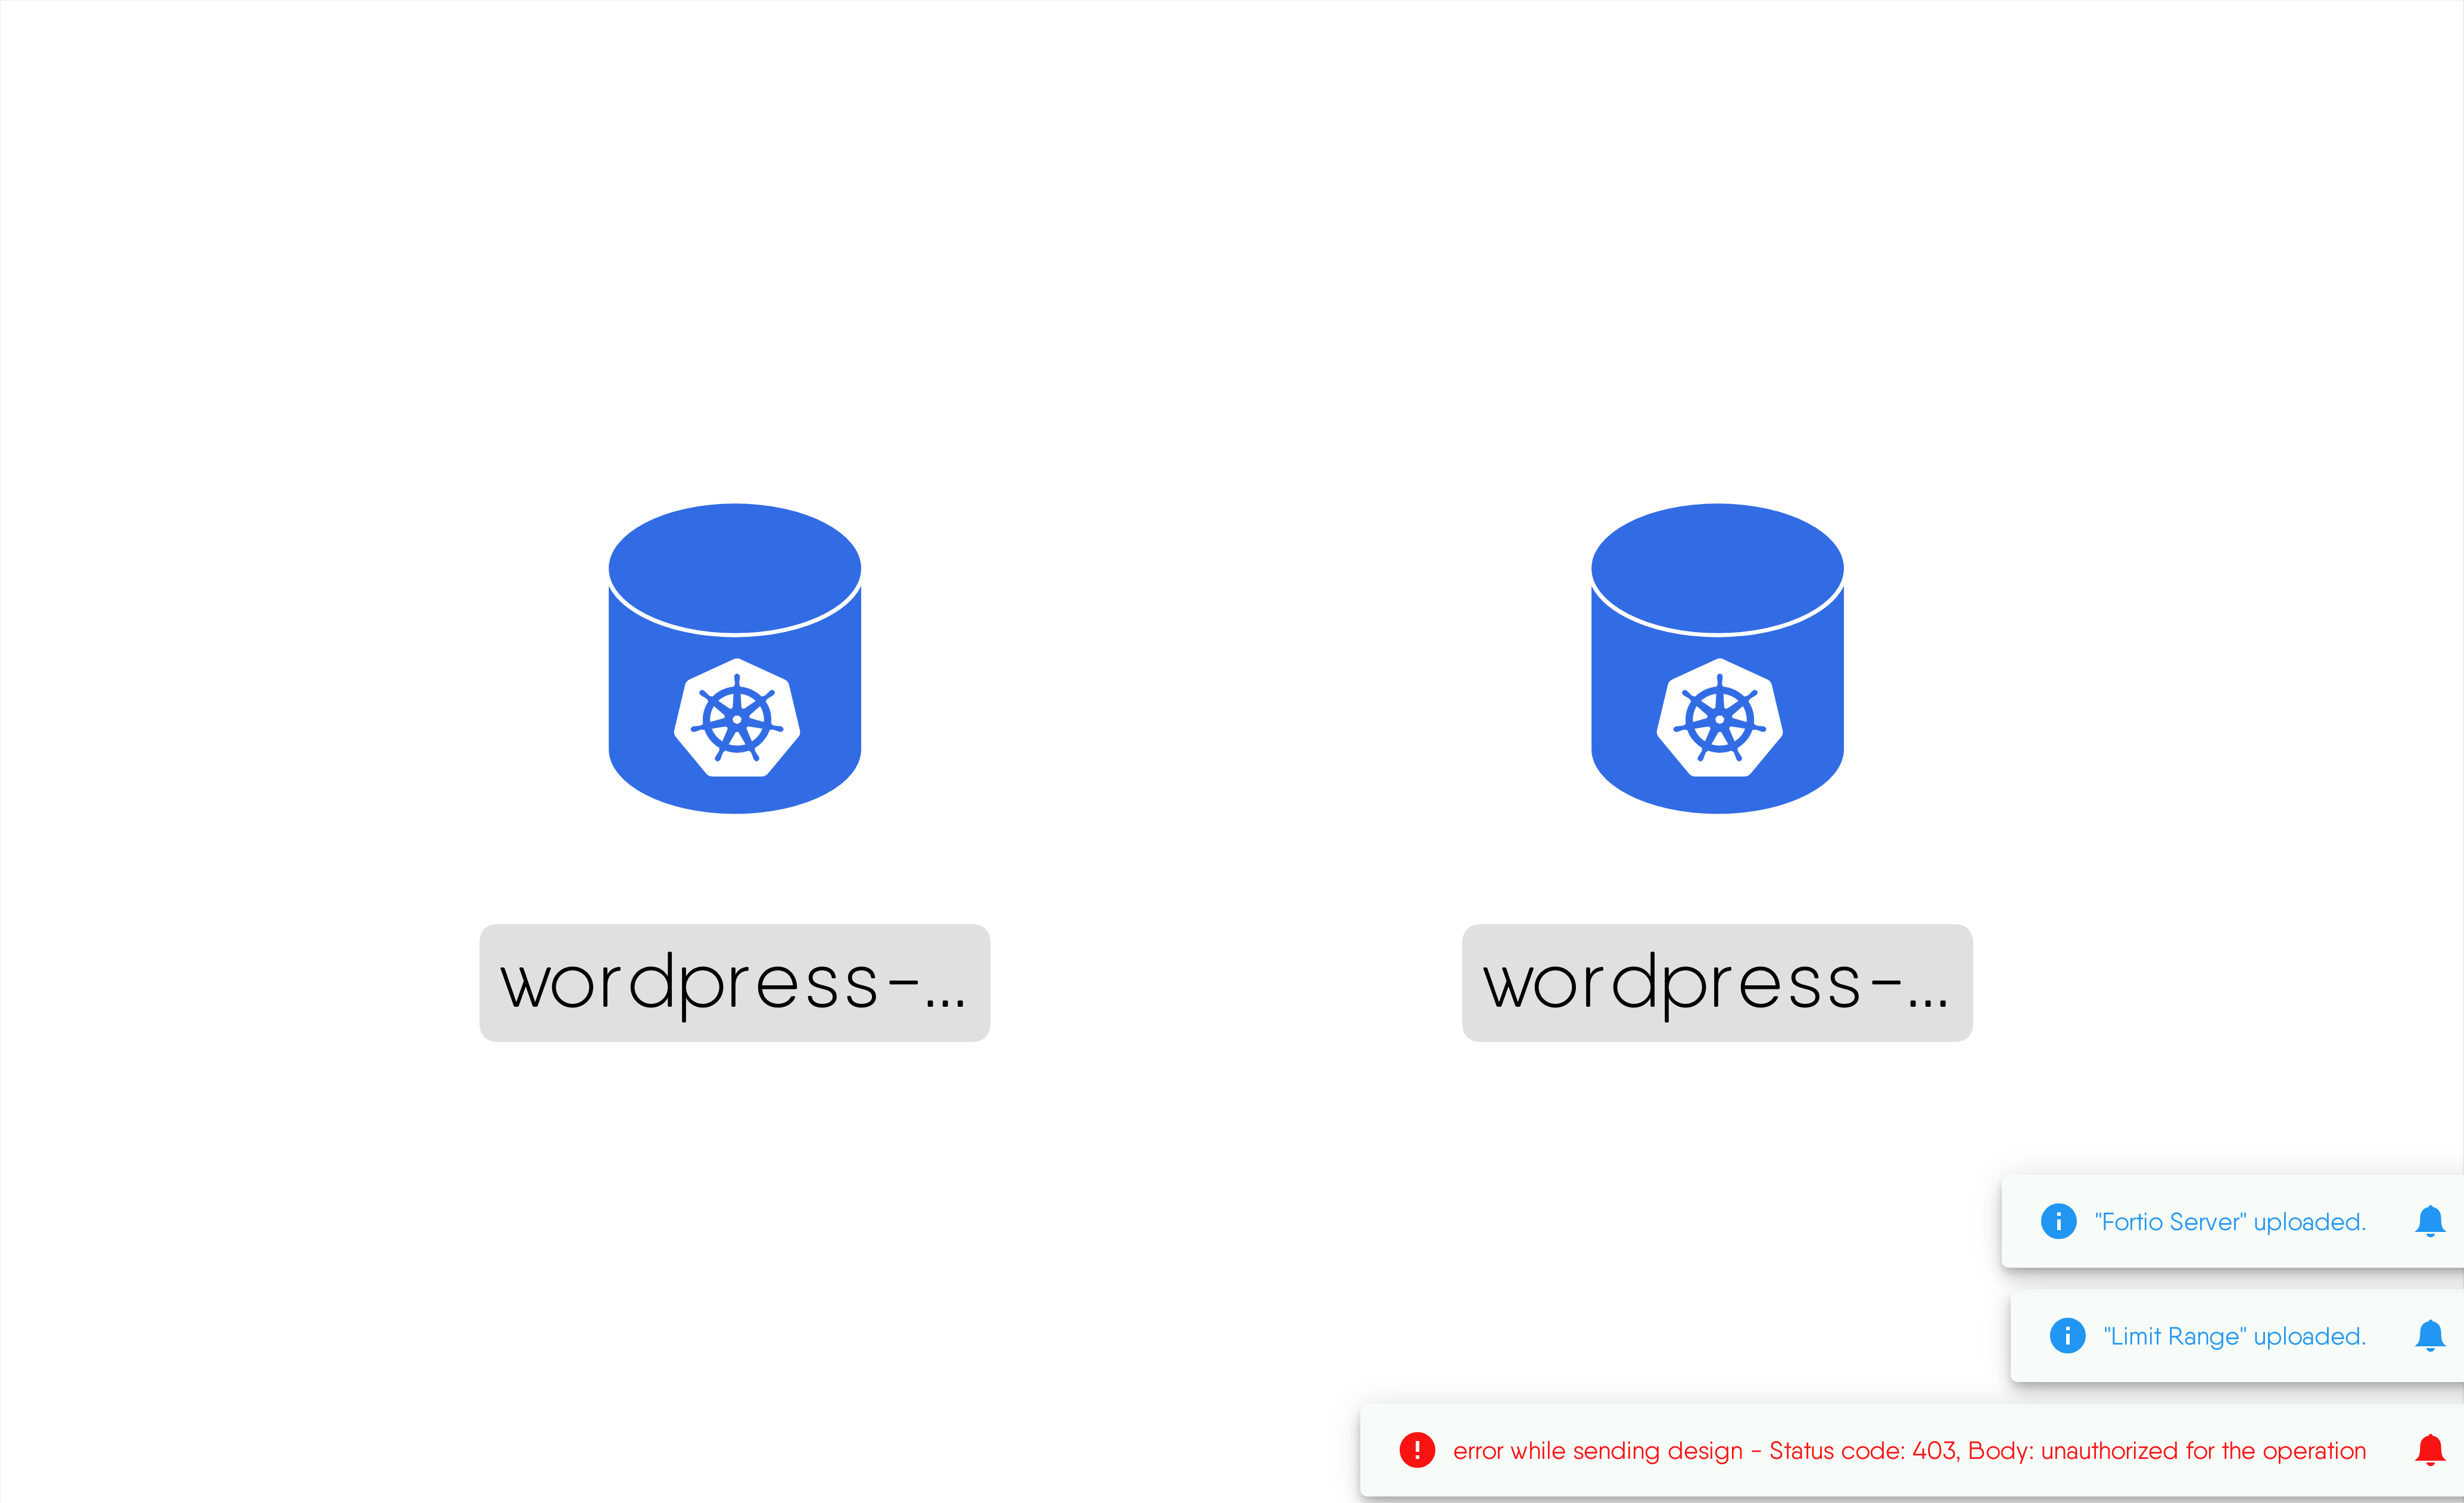 wordpress-...
wordpress-...
"Fortio Server" uploaded.
"Limit Range" uploaded.
error while sending design - Status code: 403, Body: unauthorized for the operation